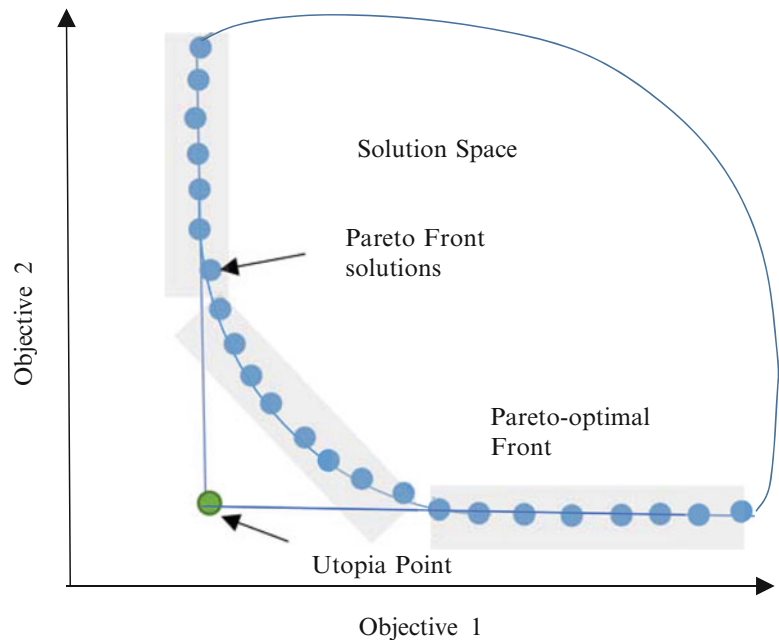 Solution Space
Pareto Front
solutions
Objective 2
Pareto-optimal
Front
Utopia Point
Objective 1